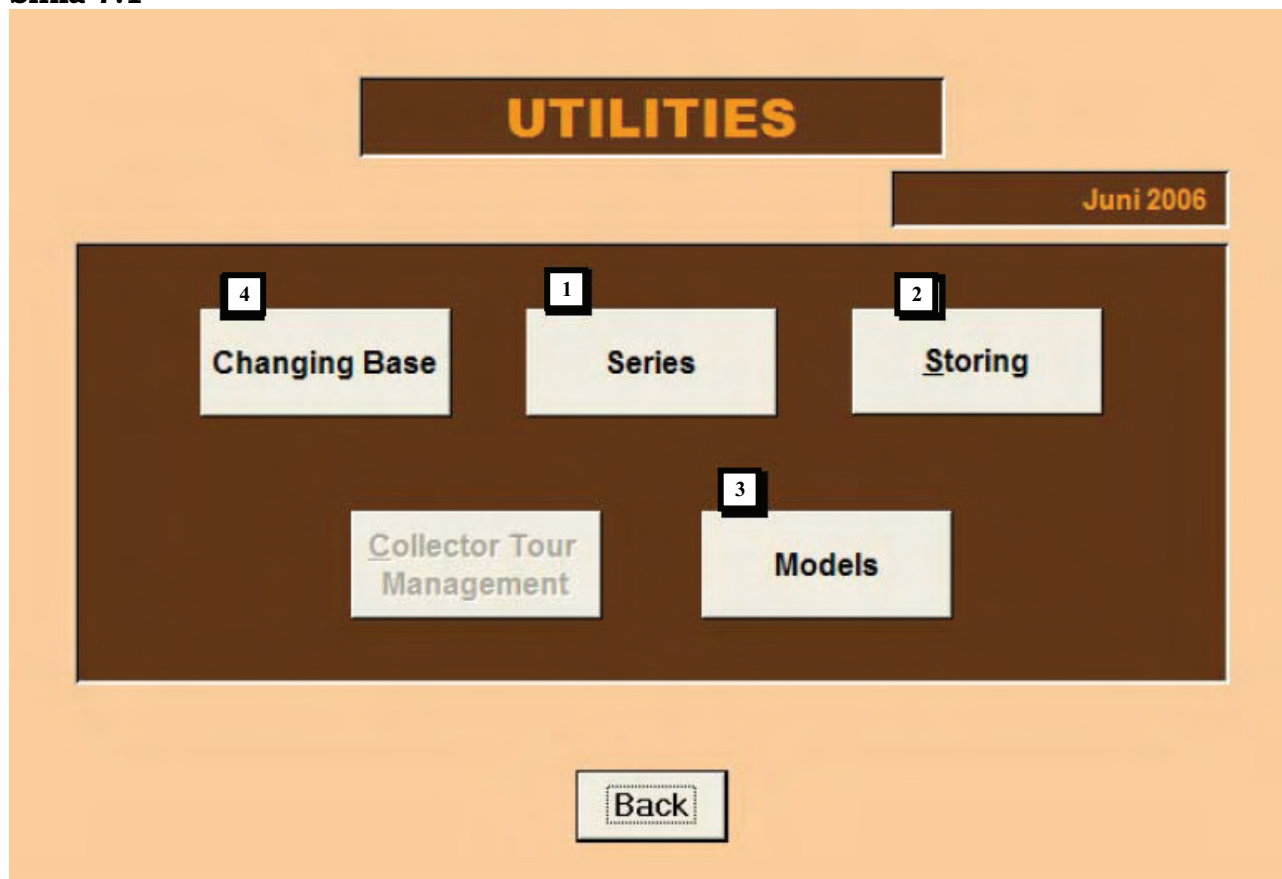 UTILITIES
Juni 2006
4
1
2
Changing Base
Series
Storing
3
Collector Tour
Management
Models
Back